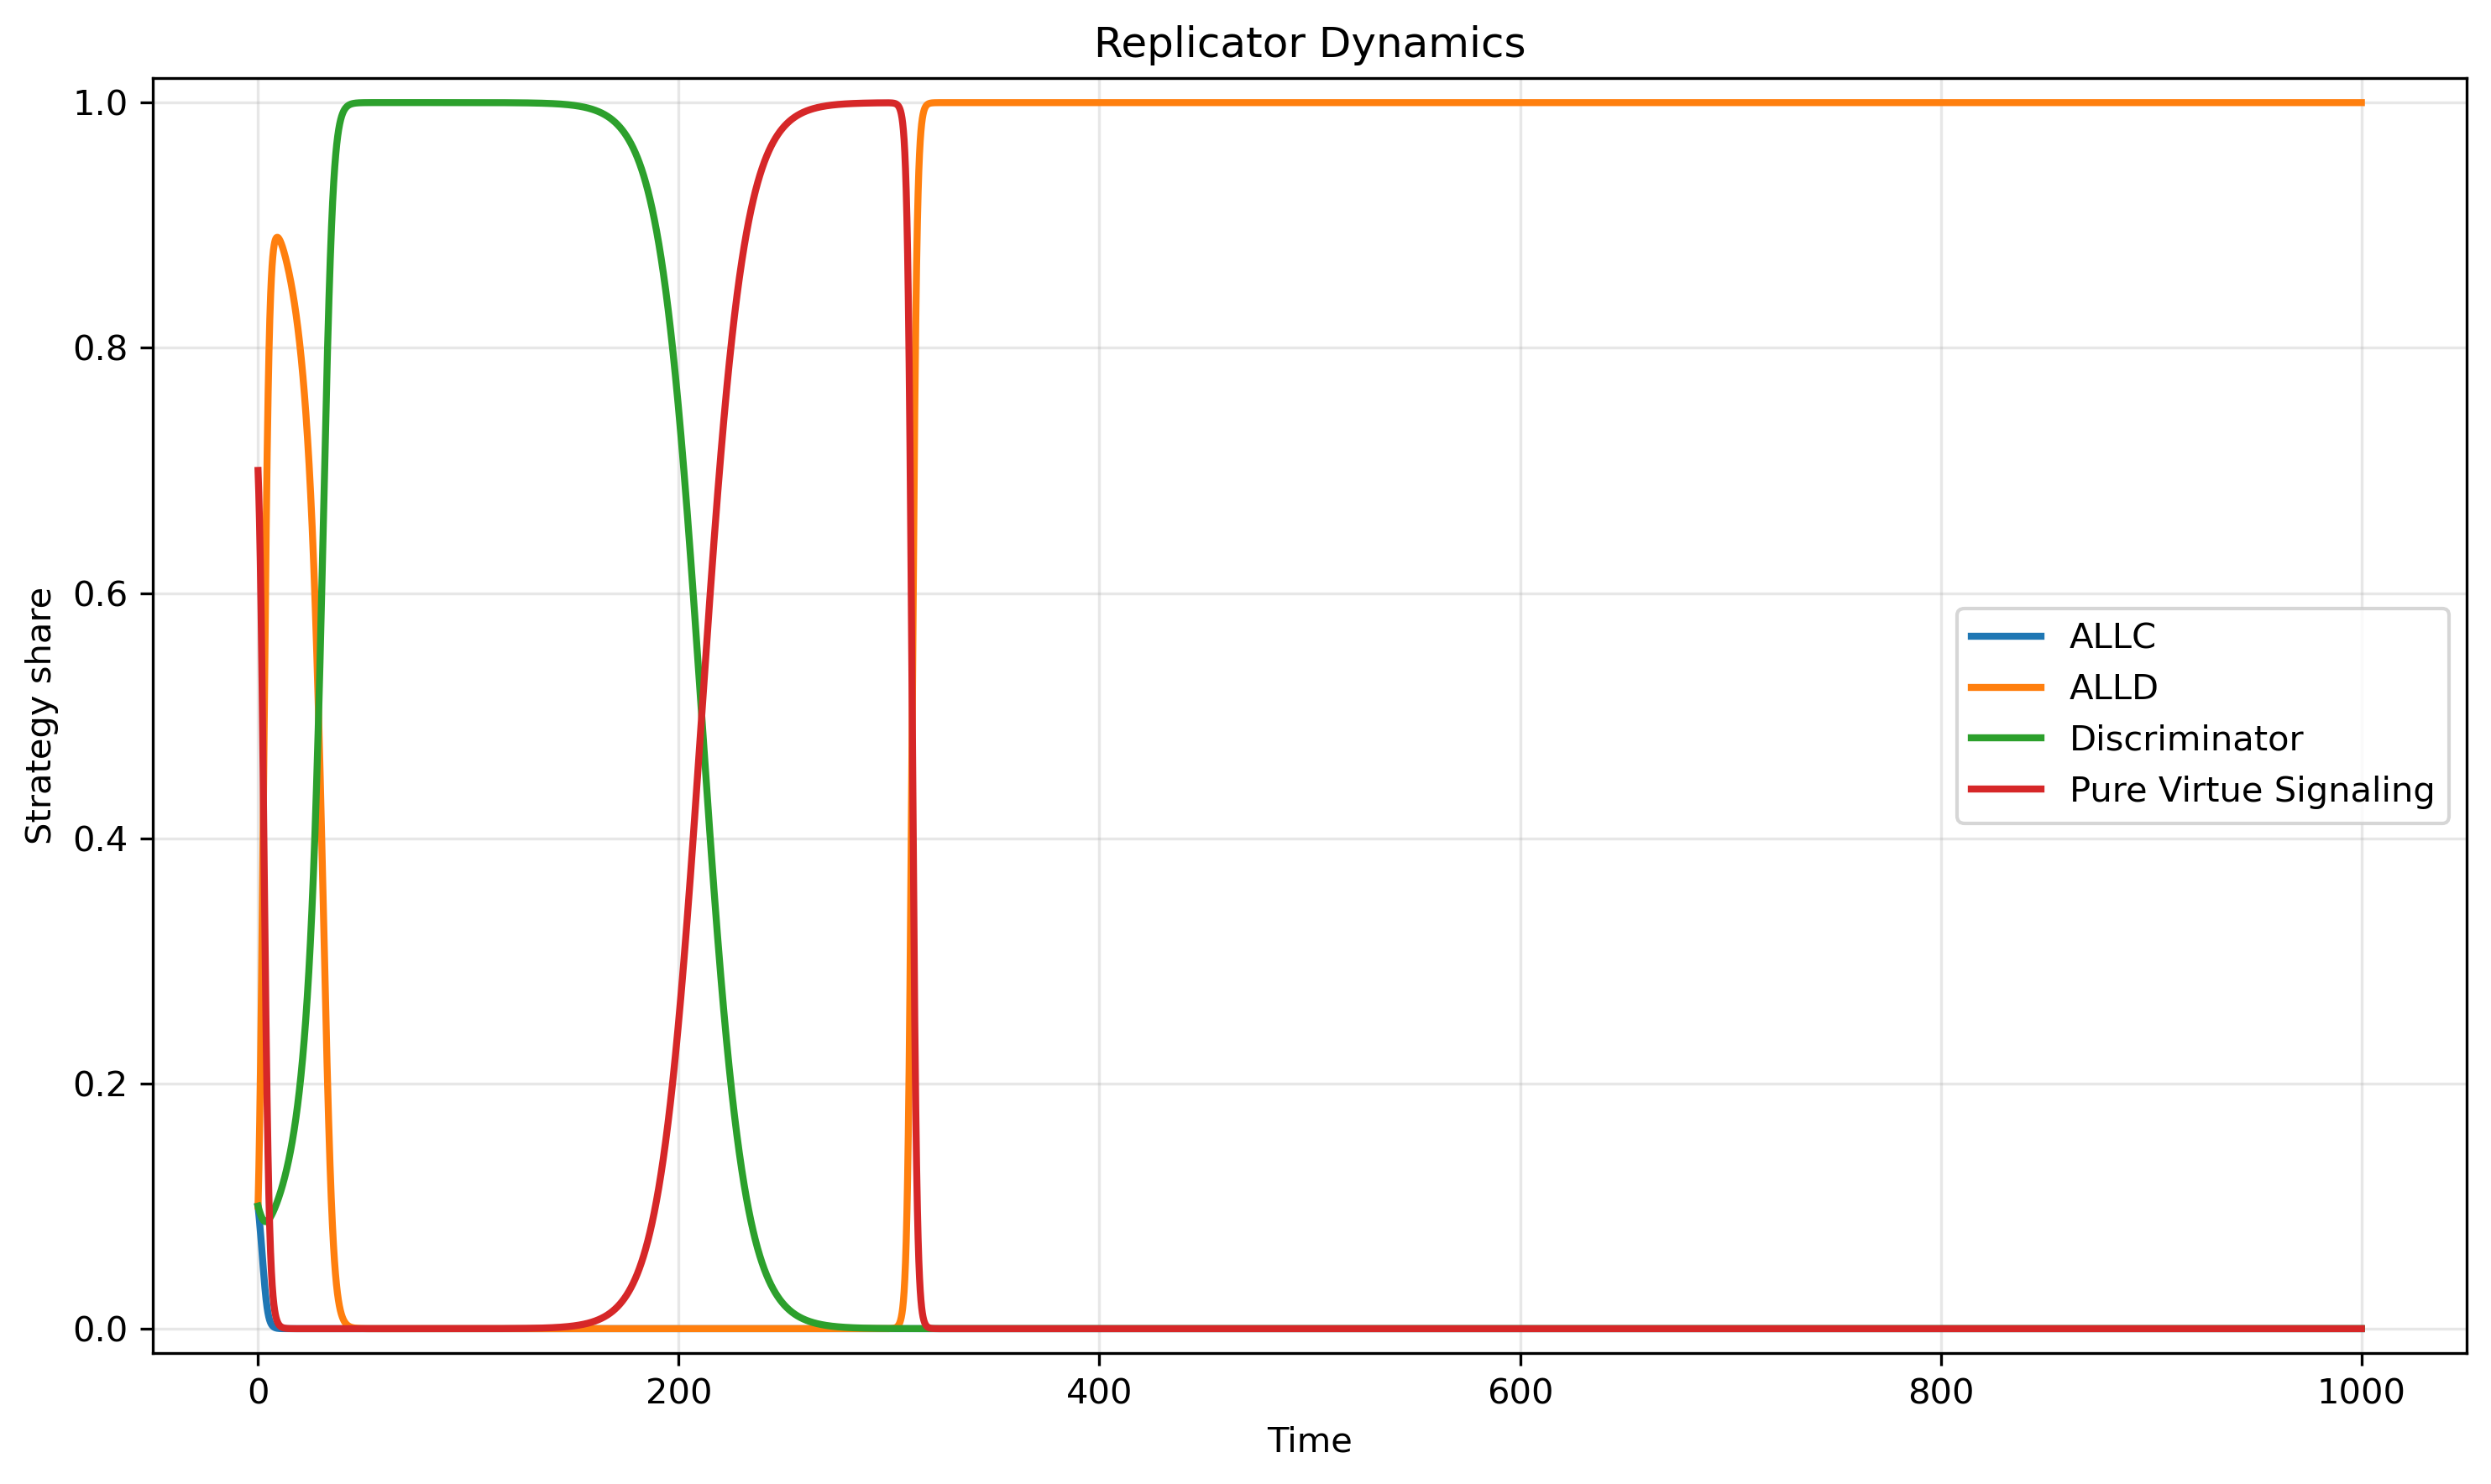 Replicator Dynamics
1.0
0.8
0.6
0.4
0.2
0.0
Strategy share
ALLC
ALLD
Discriminator
Pure Virtue Signaling
0
200
400
600
800
1000
Time